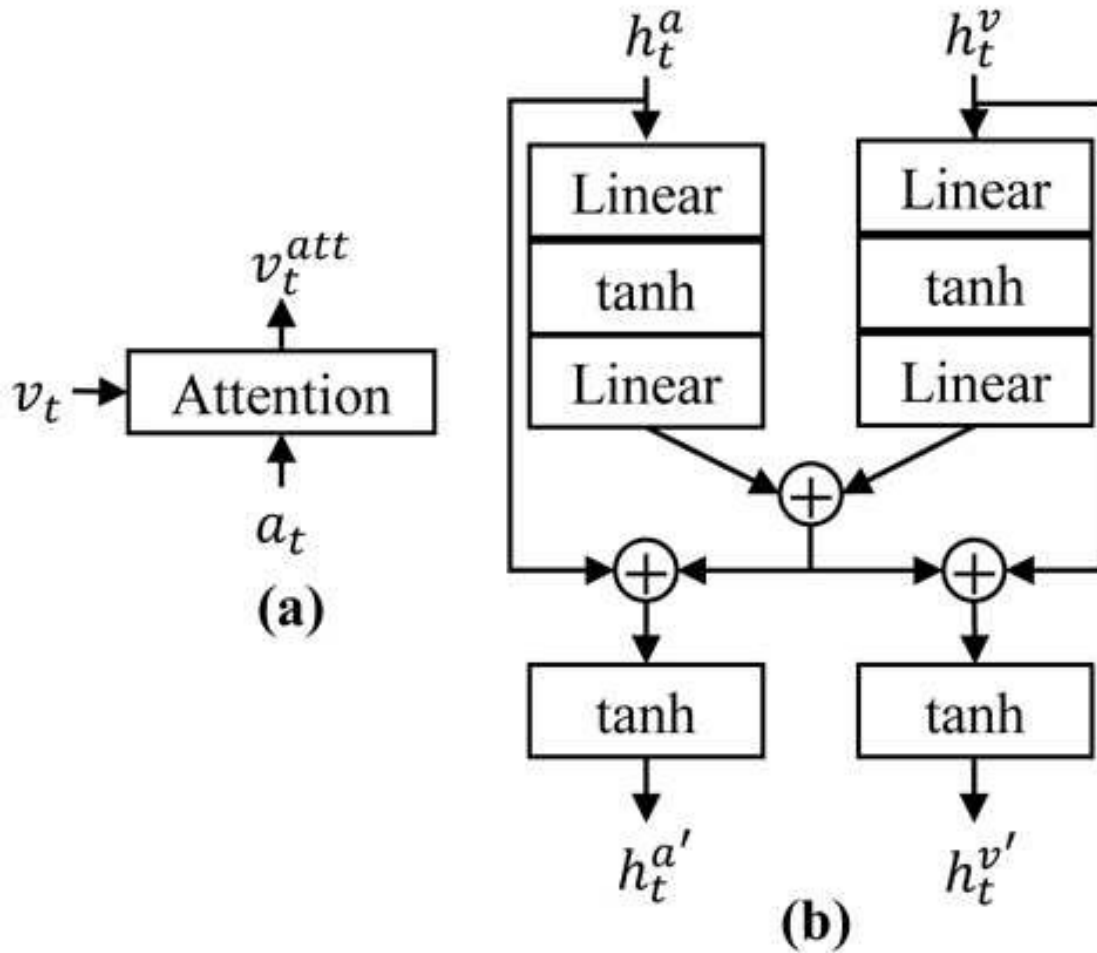 h_t^a h_t^v
Linear Linear
tanh tanh
Linear Linear
v_t^{att}
v_t Attention
a_t
(a)
+
+ +
tanh tanh
h_t^{a'} h_t^{v'}
(b)